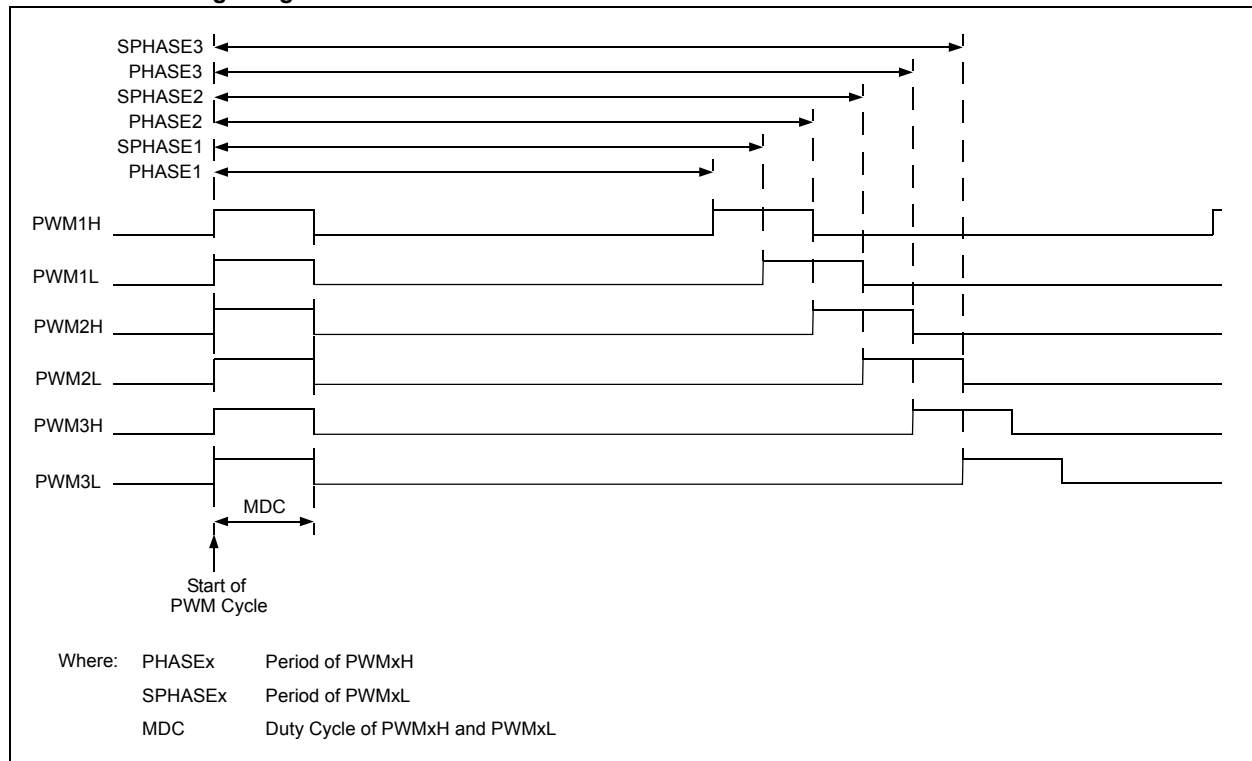 SPHASE3
PHASE3
SPHASE2
PHASE2
SPHASE1
PHASE1
PWM1H
PWM1L
PWM2H
PWM2L
PWM3H
PWM3L
MDC
Start of
PWM Cycle
Where: PHASEx Period of PWMxH
SPHASEx Period of PWMxL
MDC Duty Cycle of PWMxH and PWMxL